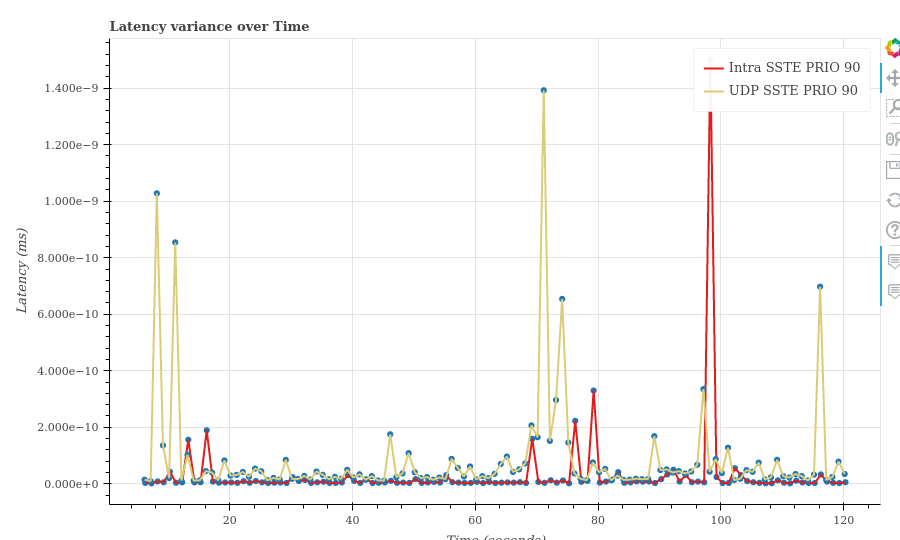 Latency variance over Time
Intra SSTE PRIO 90
UDP SSTE PRIO 90
Latency (ms)
1.400e−9
1.200e−9
1.000e−9
8.000e−10
6.000e−10
4.000e−10
2.000e−10
0.000e+0
20 40 60 80 100 120
Time (seconds)